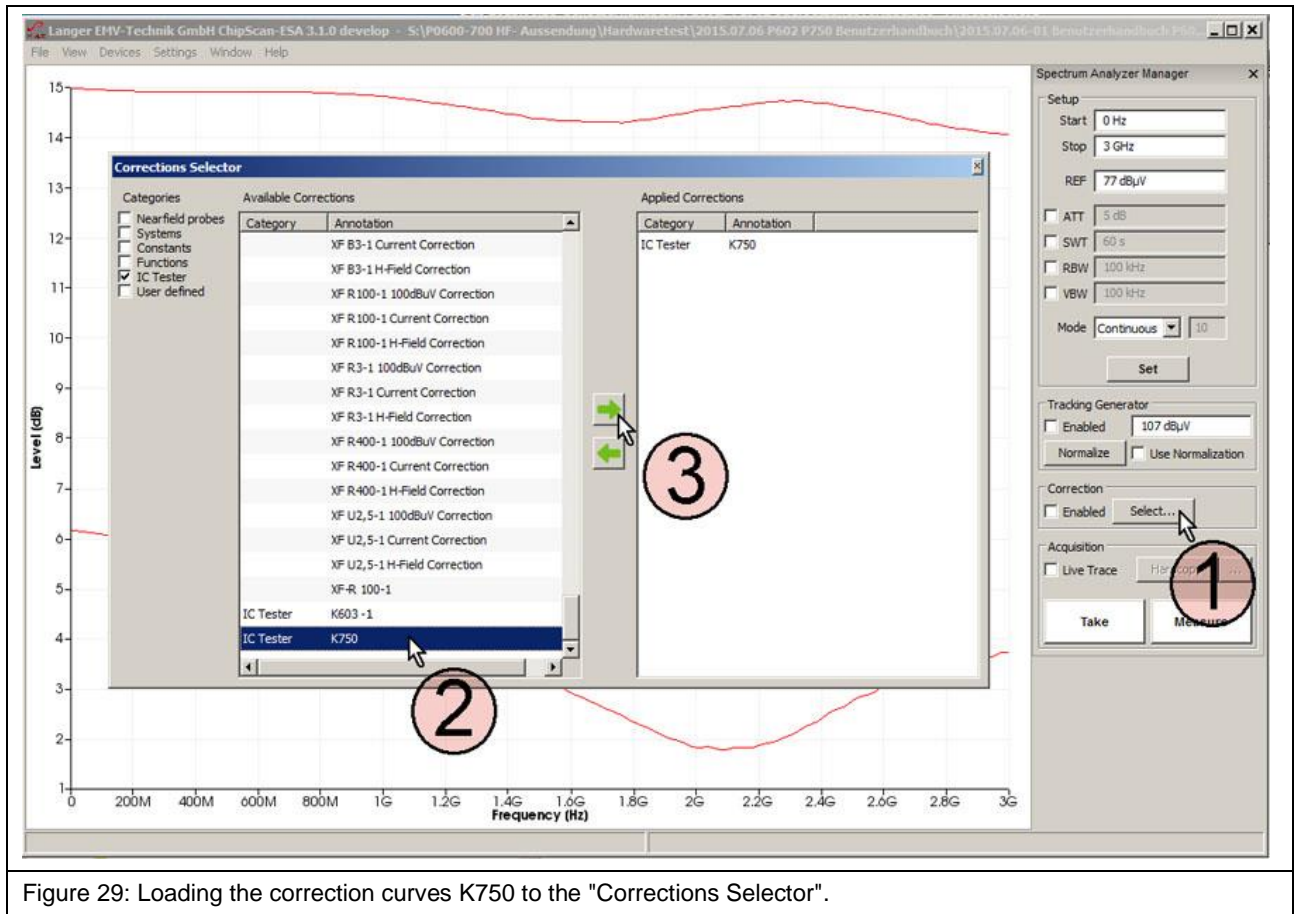 Langer EMV-Technik GmbH ChipScan-ESA 3.1.0 develop - S:\P0600-700 HF- Aussendung\Hardwaretest\2015.07.06 P602 P750 Benutzerhandbuch\2015.07.06-01 Benutzerhandbuch P60...
File View Devices Settings Window Help
Spectrum Analyzer Manager
Setup
Start 0 Hz
Stop 3 GHz
REF 77 dBµV
ATT 5 dB
SWT 60 s
RBW 100 kHz
VBW 100 kHz
Mode Continuous 10
Set
Tracking Generator
Enabled 107 dBµV
Normalize Use Normalization
Correction
Enabled Select...
1
Acquisition
Live Trace
Take Measure
Corrections Selector
Categories
Nearfield probes
Systems
Constants
Functions
IC Tester
User defined
Available Corrections
Category Annotation
XF B3-1 Current Correction
XF B3-1 H-Field Correction
XF R100-1 100dBuV Correction
XF R100-1 Current Correction
XF R100-1 H-Field Correction
XF R3-1 100dBuV Correction
XF R3-1 Current Correction
XF R3-1 H-Field Correction
XF R400-1 100dBuV Correction
XF R400-1 Current Correction
XF R400-1 H-Field Correction
XF U2,5-1 100dBuV Correction
XF U2,5-1 Current Correction
XF U2,5-1 H-Field Correction
XF-R 100-1
IC Tester K603 -1
IC Tester K750
2
3
Applied Corrections
Category Annotation
IC Tester K750
Level (dB)
15
14
13
12
11
10
9
8
7
6
5
4
3
2
1
0 200M 400M 600M 800M 1G 1.2G 1.4G 1.6G 1.8G 2G 2.2G 2.4G 2.6G 2.8G 3G
Frequency (Hz)
Figure 29: Loading the correction curves K750 to the "Corrections Selector".